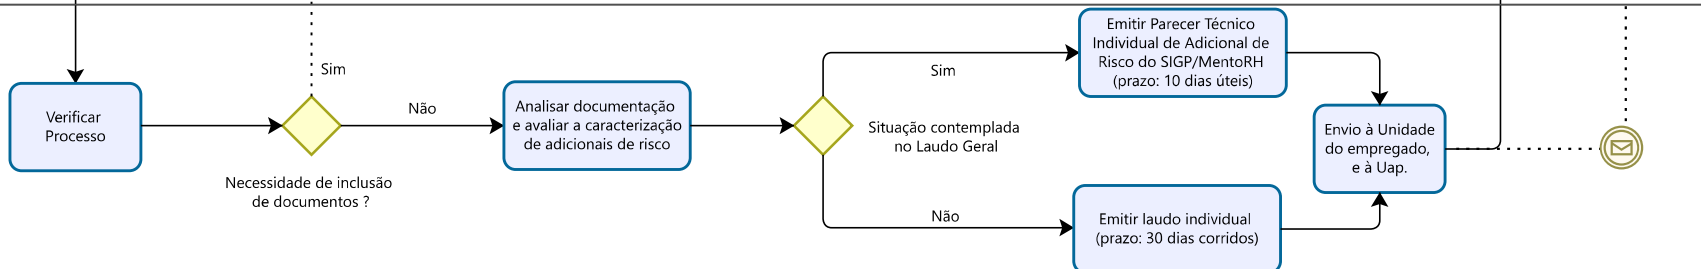 Verificar
Processo
Sim
Não
Necessidade de inclusão
de documentos ?
Analisar documentação
e avaliar a caracterização
de adicionais de risco
Situação contemplada
no Laudo Geral
Sim
Não
Emitir Parecer Técnico
Individual de Adicional de
Risco do SIGP/MentoRH
(prazo: 10 dias úteis)
Emitir laudo individual
(prazo: 30 dias corridos)
Envio à Unidade
do empregado,
e à Uap.